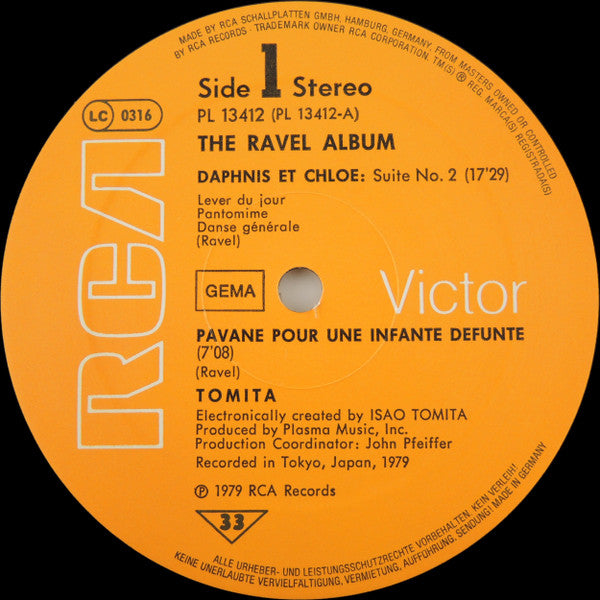 MADE BY RCA SCHALLPLATTEN GMBH, HAMBURG, GERMANY, FROM MASTERS OWNED OR CONTROLLED
BY RCA RECORDS · TRADEMARK OWNER RCA CORPORATION. TM(S) ® REG. MARCA(S) REGISTRADA(S)
Side 1 Stereo
LC 0316
PL 13412 (PL 13412-A)
THE RAVEL ALBUM
DAPHNIS ET CHLOE: Suite No. 2 (17'29)
Lever du jour
Pantomime
Danse générale
(Ravel)
RCA
GEMA
Victor
PAVANE POUR UNE INFANTE DEFUNTE
(7'08)
(Ravel)
TOMITA
Electronically created by ISAO TOMITA
Produced by Plasma Music, Inc.
Production Coordinator: John Pfeiffer
Recorded in Tokyo, Japan, 1979
℗ 1979 RCA Records
33
ALLE URHEBER- UND LEISTUNGSSCHUTZRECHTE VORBEHALTEN. KEIN VERLEIH!
KEINE UNERLAUBTE VERVIELFÄLTIGUNG, VERMIETUNG, AUFFÜHRUNG, SENDUNG! MADE IN GERMANY